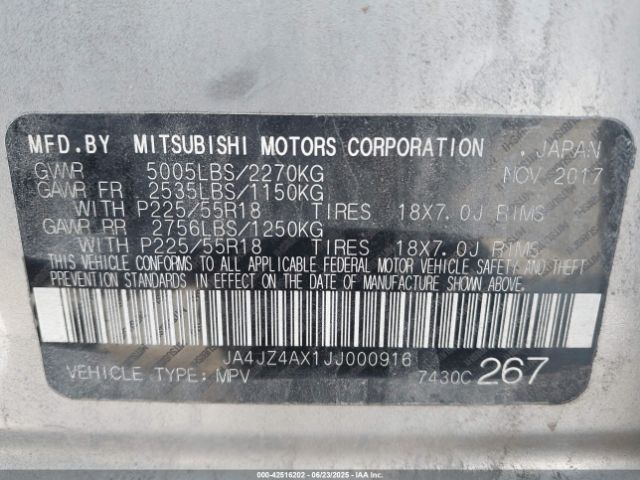 MFD.BY MITSUBISHI MOTORS CORPORATION , JAPAN
GVWR 5005LBS/2270KG NOV 2017
GAWR FR 2535LBS/1150KG
WITH P225/55R18 TIRES 18X7.0J RIMS
GAWR RR 2756LBS/1250KG
WITH P225/55R18 TIRES 18X7.0J RIMS
THIS VEHICLE CONFORMS TO ALL APPLICABLE FEDERAL MOTOR VEHICLE SAFETY AND THEFT
PREVENTION STANDARDS IN EFFECT ON THE DATE OF MANUFACTURE SHOWN ABOVE.
JA4JZ4AX1JJ000916
VEHICLE TYPE: MPV 7430C 267
000-42516202 - 06/23/2025 - IAAI.COM